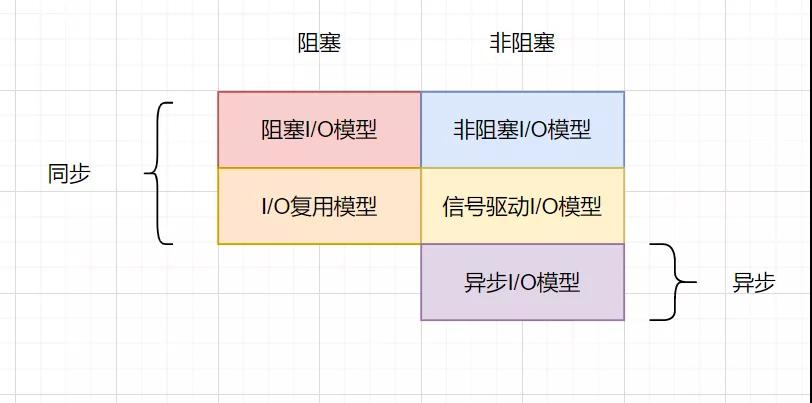 阻塞
非阻塞
阻塞I/O模型
非阻塞I/O模型
同步
I/O复用模型
信号驱动I/O模型
异步I/O模型
异步